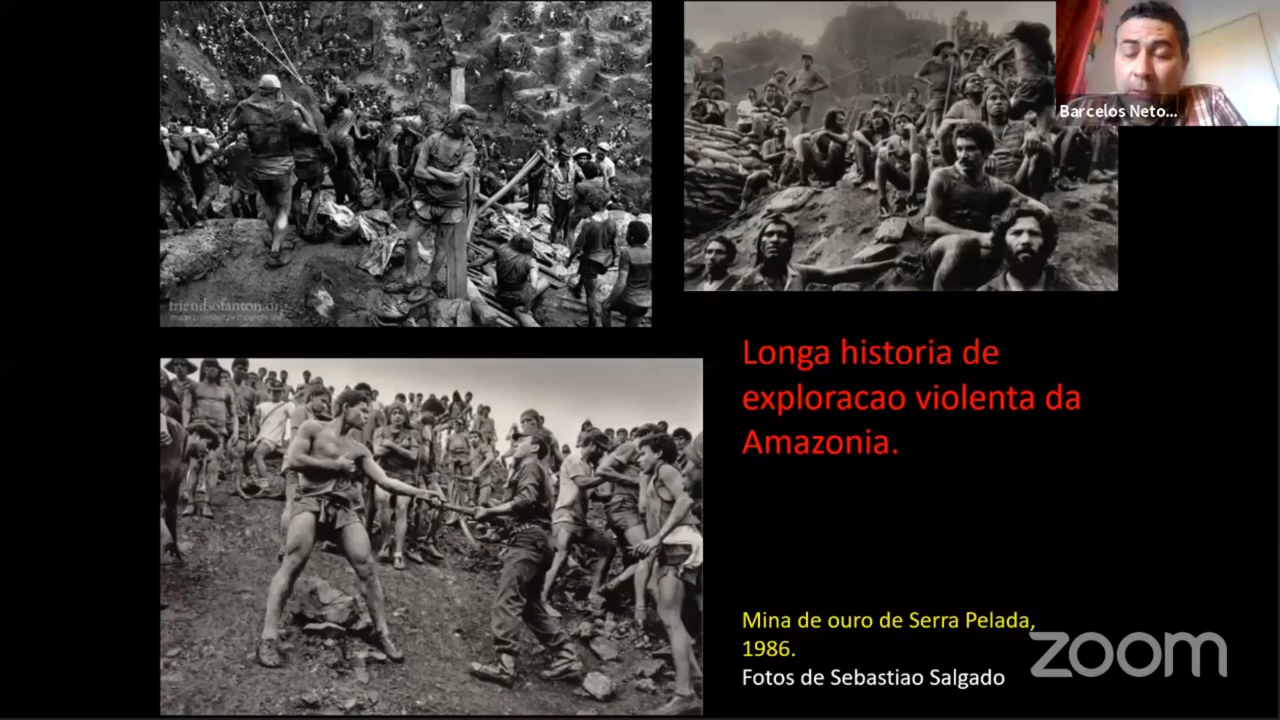 Barcelos Neto...
friendsofanton.org
Longa historia de
exploracao violenta da
Amazonia.
Mina de ouro de Serra Pelada,
1986.
Fotos de Sebastiao Salgado
zoom